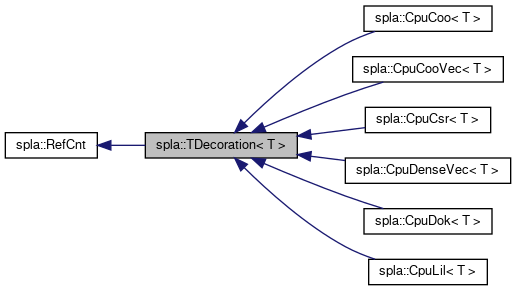 spla::CpuCoo< T >
spla::CpuCooVec< T >
spla::CpuCsr< T >
spla::RefCnt
spla::TDecoration< T >
spla::CpuDenseVec< T >
spla::CpuDok< T >
spla::CpuLil< T >